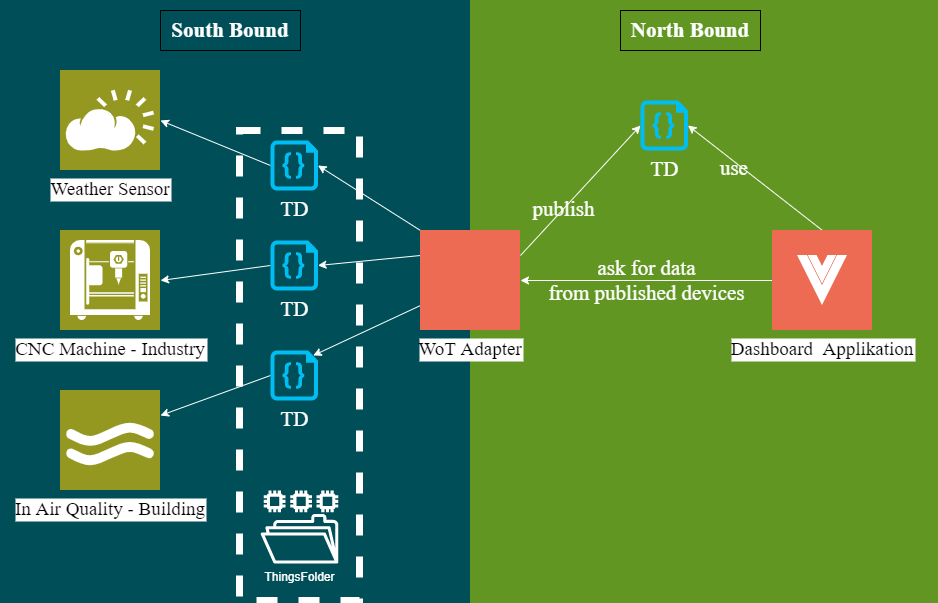 South Bound
North Bound
Weather Sensor
TD
TD
use
publish
CNC Machine - Industry
TD
ask for data
from published devices
WoT Adapter
Dashboard  Applikation
TD
In Air Quality - Building
ThingsFolder